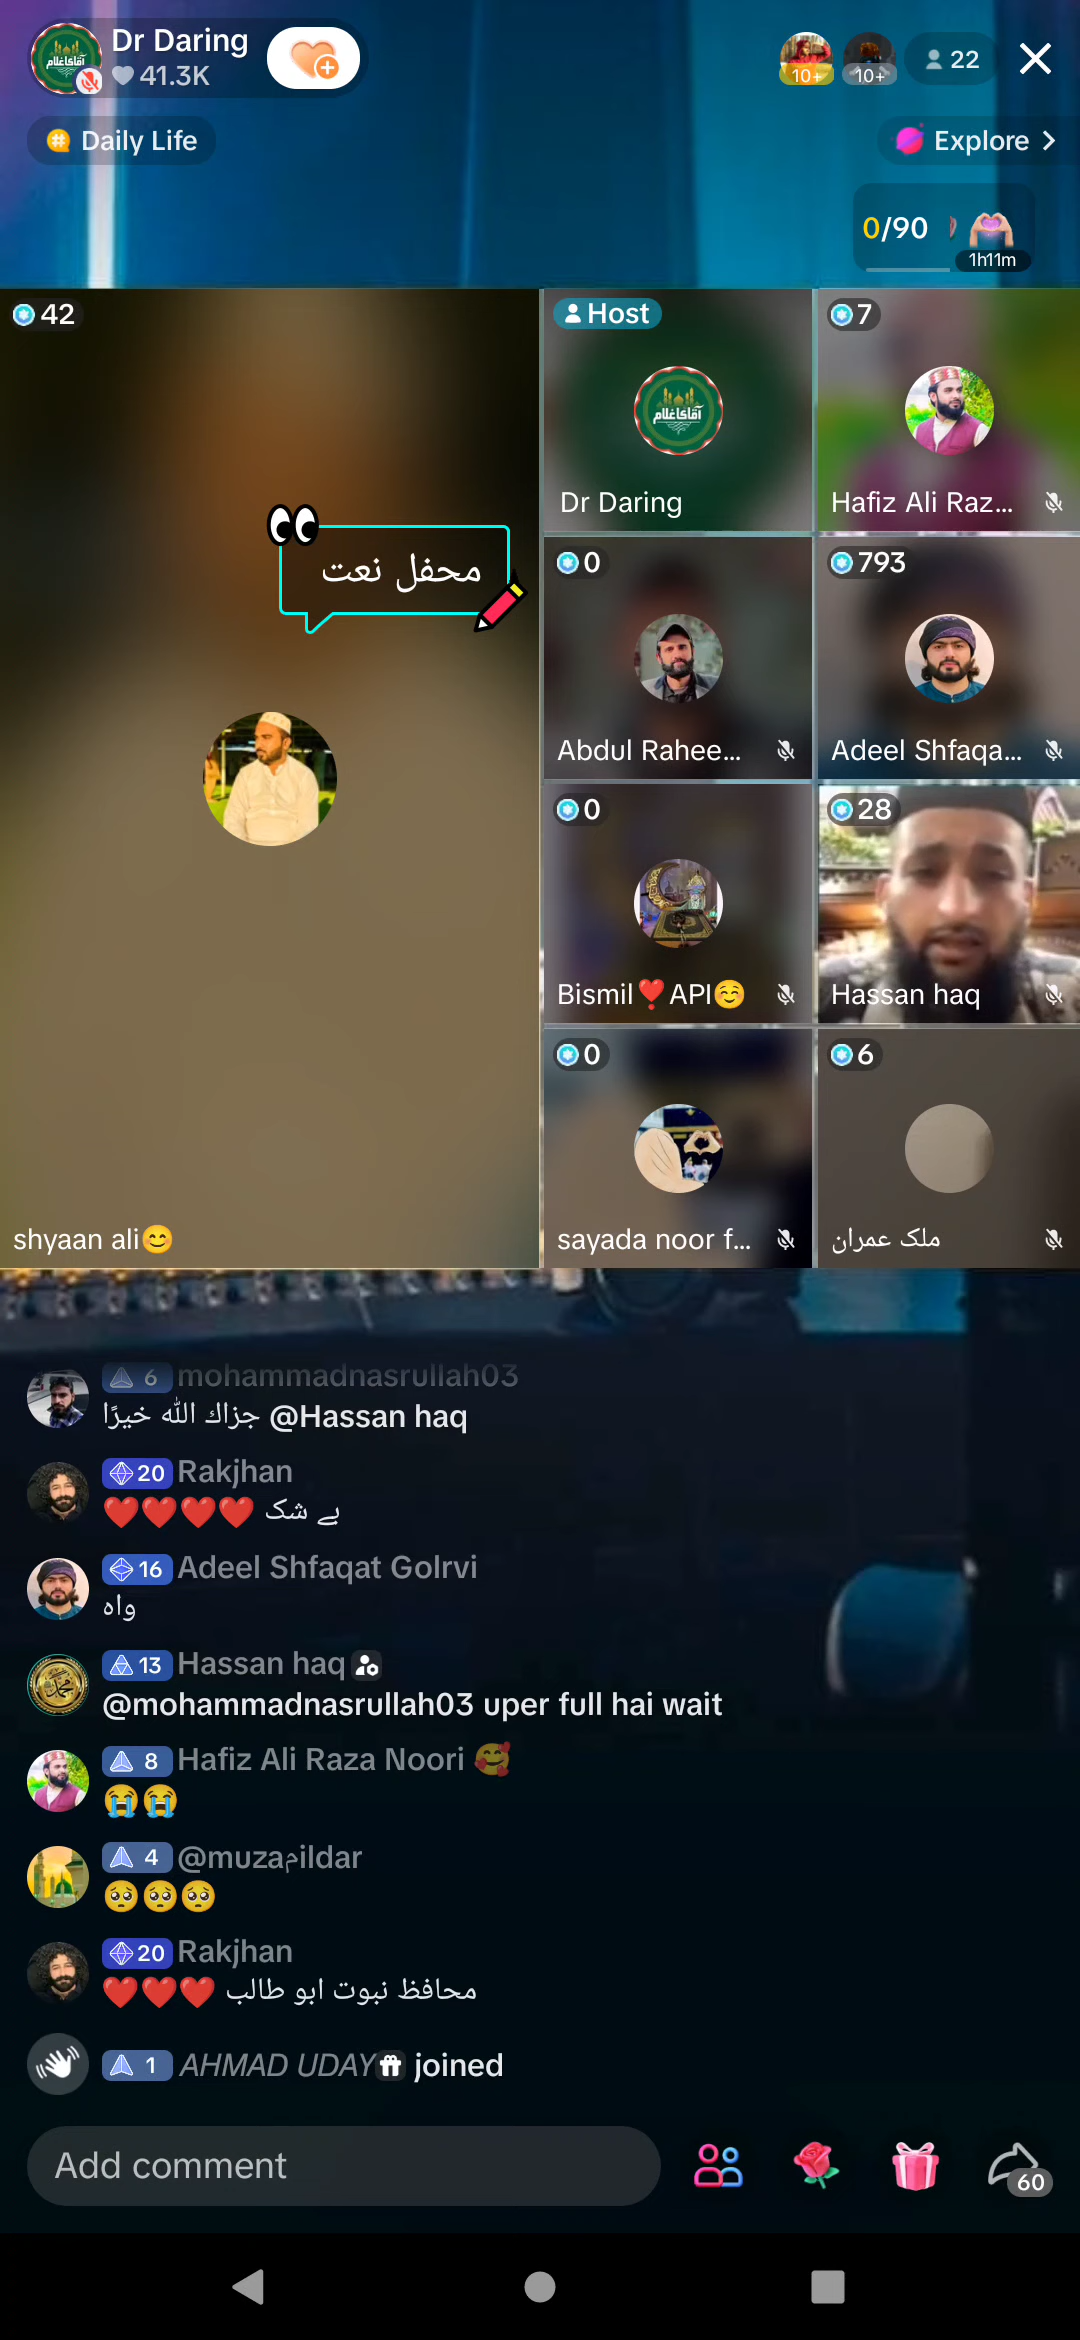 Dr Daring
41.3K
10+
10+
22
Daily Life
Explore
0/90
1h11m
42
Host
آقا کا غلام
Dr Daring
7
Hafiz Ali Raz...
محفل نعت
0
Abdul Rahee...
793
Adeel Shfaqa...
0
Bismil❣️API☺️
28
Hassan haq
shyaan ali😊
0
sayada noor f...
6
ملک عمران
6 mohammadnasrullah03
جزاك الله خيرًا @Hassan haq
20 Rakjhan
❤️❤️❤️❤️ بے شک
16 Adeel Shfaqat Golrvi
واہ
13 Hassan haq
@mohammadnasrullah03 uper full hai wait
8 Hafiz Ali Raza Noori 🥰
😭😭
4 @muzaمildar
🥺🥺🥺
20 Rakjhan
❤️❤️❤️ محافظ نبوت ابو طالب
1 AHMAD UDAY joined
Add comment
60